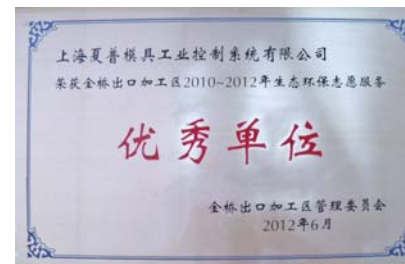 上海夏普模具工业控制系统有限公司
荣获金桥出口加工区2010~2012年生态环保志愿服务
优秀单位
金桥出口加工区管理委员会
2012年6月